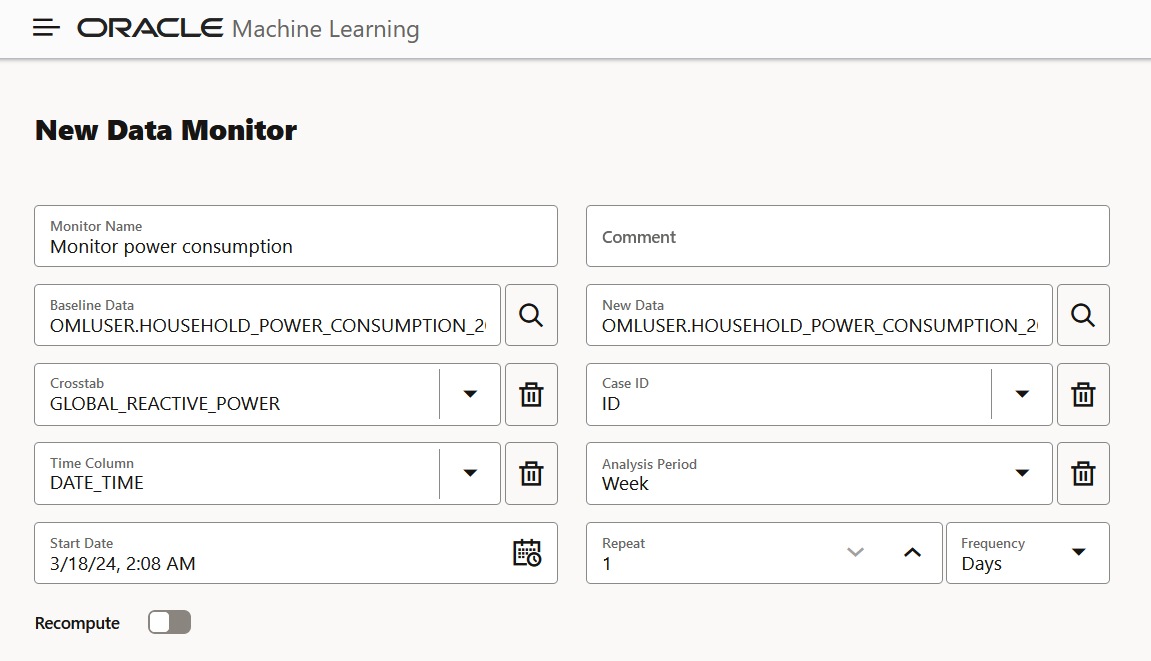 ORACLE Machine Learning
New Data Monitor
Monitor Name
Monitor power consumption
Comment
Baseline Data
OMLUSER.HOUSEHOLD_POWER_CONSUMPTION_2
New Data
OMLUSER.HOUSEHOLD_POWER_CONSUMPTION_2
Crosstab
GLOBAL_REACTIVE_POWER
Case ID
ID
Time Column
DATE_TIME
Analysis Period
Week
Start Date
3/18/24, 2:08 AM
Repeat
1
Frequency
Days
Recompute